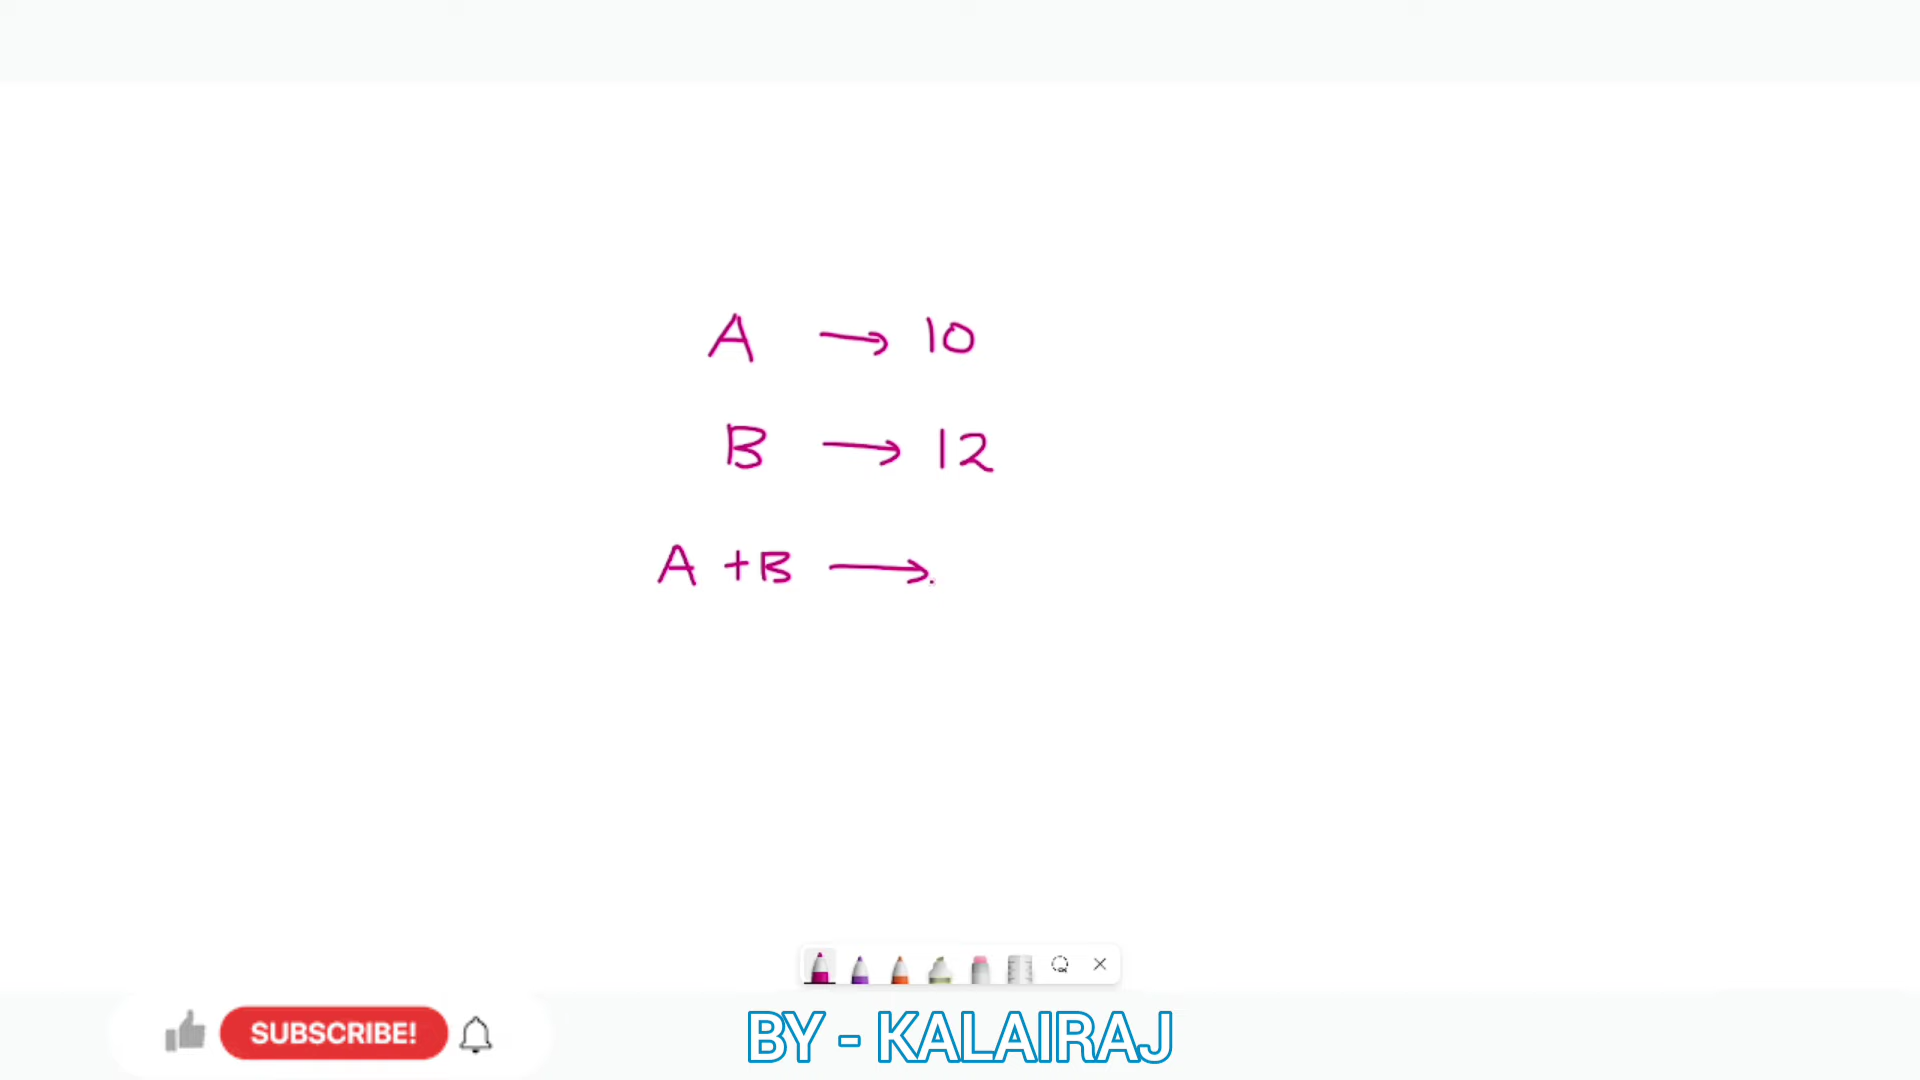 A → 10
B → 12
A + B →
SUBSCRIBE!
BY - KALAIRAJ